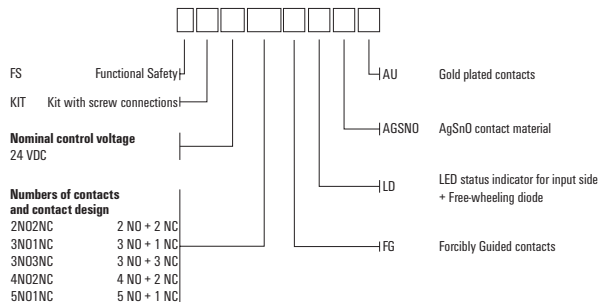 FS Functional Safety
KIT Kit with screw connections
Nominal control voltage
24 VDC
Numbers of contacts
and contact design
2NO2NC 2 NO + 2 NC
3NO1NC 3 NO + 1 NC
3NO3NC 3 NO + 3 NC
4NO2NC 4 NO + 2 NC
5NO1NC 5 NO + 1 NC
AU Gold plated contacts
AGSNO AgSnO contact material
LD LED status indicator for input side
+ Free-wheeling diode
FG Forcibly Guided contacts